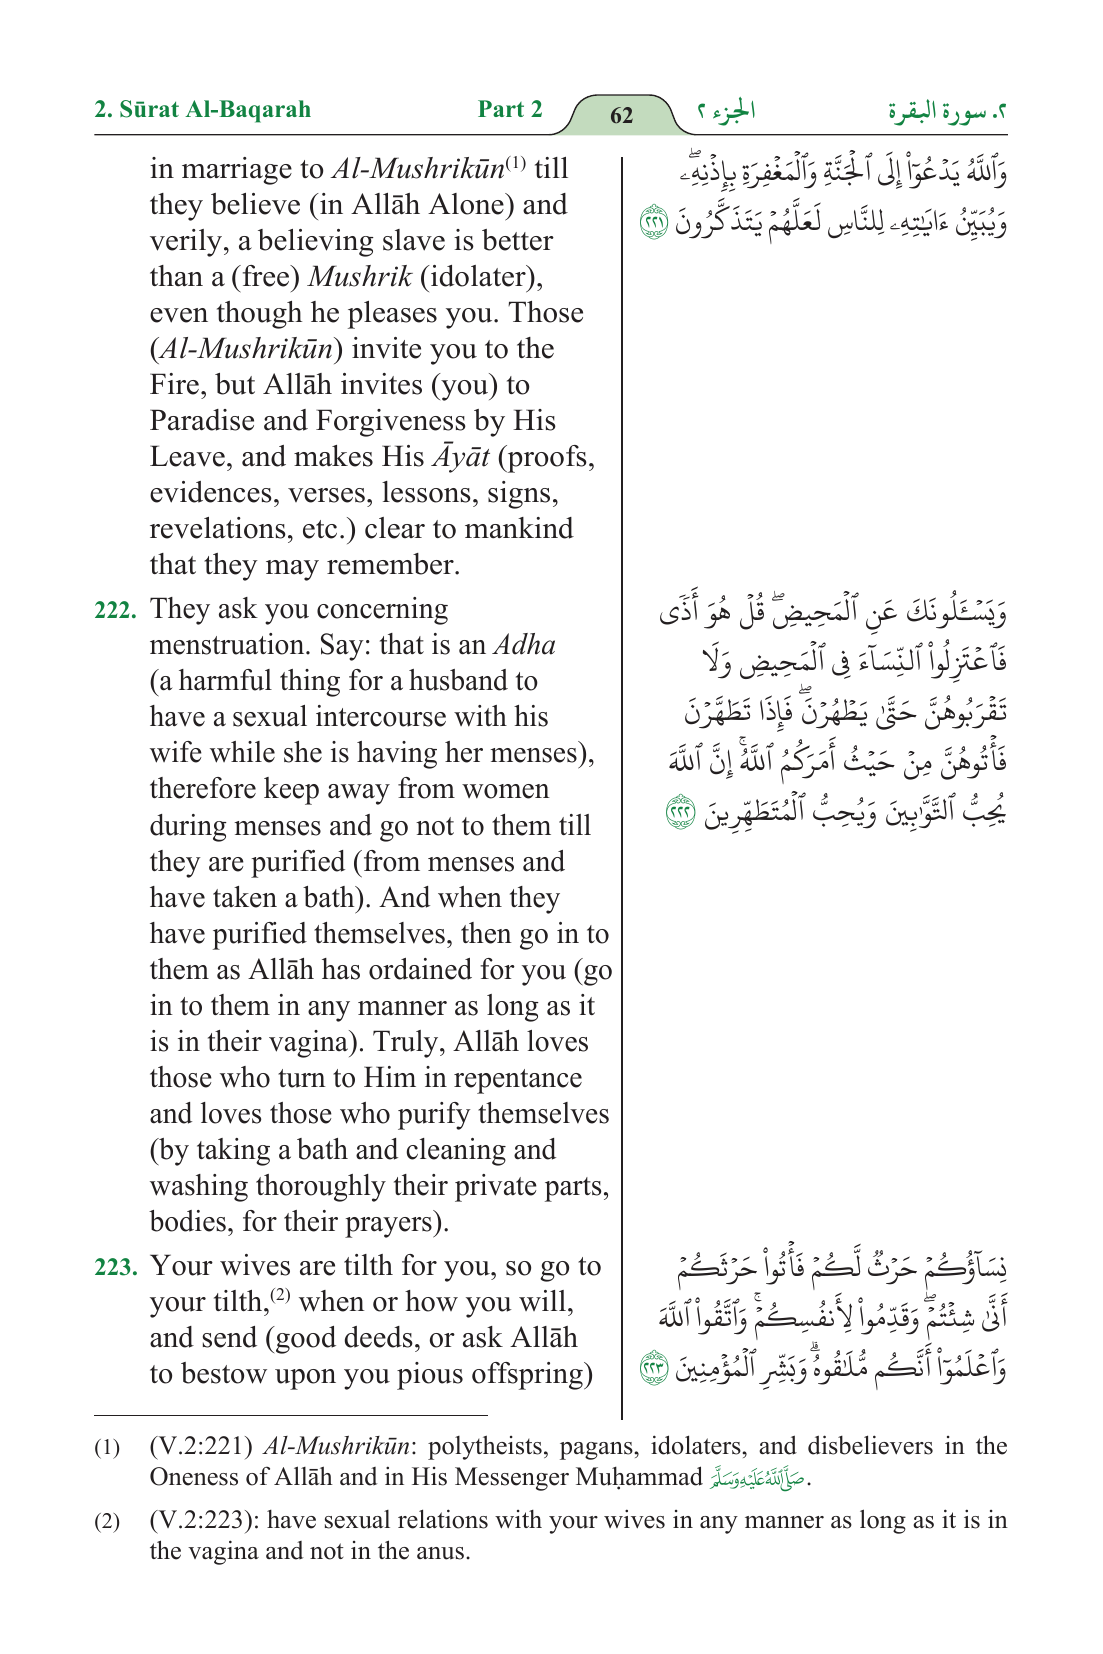 2. Sūrat Al-Baqarah Part 2 62 الجزء ٢ ٢. سورة البقرة
in marriage to Al-Mushrikūn(1) till
they believe (in Allāh Alone) and
verily, a believing slave is better
than a (free) Mushrik (idolater),
even though he pleases you. Those
(Al-Mushrikūn) invite you to the
Fire, but Allāh invites (you) to
Paradise and Forgiveness by His
Leave, and makes His Āyāt (proofs,
evidences, verses, lessons, signs,
revelations, etc.) clear to mankind
that they may remember.
وَٱللَّهُ يَدْعُوٓا۟ إِلَى ٱلْجَنَّةِ وَٱلْمَغْفِرَةِ بِإِذْنِهِۦ ۖ
وَيُبَيِّنُ ءَايَـٰتِهِۦ لِلنَّاسِ لَعَلَّهُمْ يَتَذَكَّرُونَ ٢٢١
222. They ask you concerning
menstruation. Say: that is an Adha
(a harmful thing for a husband to
have a sexual intercourse with his
wife while she is having her menses),
therefore keep away from women
during menses and go not to them till
they are purified (from menses and
have taken a bath). And when they
have purified themselves, then go in to
them as Allāh has ordained for you (go
in to them in any manner as long as it
is in their vagina). Truly, Allāh loves
those who turn to Him in repentance
and loves those who purify themselves
(by taking a bath and cleaning and
washing thoroughly their private parts,
bodies, for their prayers).
وَيَسْـَٔلُونَكَ عَنِ ٱلْمَحِيضِ ۖ قُلْ هُوَ أَذًى
فَٱعْتَزِلُوا۟ ٱلنِّسَآءَ فِى ٱلْمَحِيضِ وَلَا
تَقْرَبُوهُنَّ حَتَّىٰ يَطْهُرْنَ ۖ فَإِذَا تَطَهَّرْنَ
فَأْتُوهُنَّ مِنْ حَيْثُ أَمَرَكُمُ ٱللَّهُ ۚ إِنَّ ٱللَّهَ
يُحِبُّ ٱلتَّوَّٰبِينَ وَيُحِبُّ ٱلْمُتَطَهِّرِينَ ٢٢٢
223. Your wives are tilth for you, so go to
your tilth,(2) when or how you will,
and send (good deeds, or ask Allāh
to bestow upon you pious offspring)
نِسَآؤُكُمْ حَرْثٌ لَّكُمْ فَأْتُوا۟ حَرْثَكُمْ
أَنَّىٰ شِئْتُمْ ۖ وَقَدِّمُوا۟ لِأَنفُسِكُمْ ۚ وَٱتَّقُوا۟ ٱللَّهَ
وَٱعْلَمُوٓا۟ أَنَّكُم مُّلَـٰقُوهُ ۗ وَبَشِّرِ ٱلْمُؤْمِنِينَ ٢٢٣
(1) (V.2:221) Al-Mushrikūn: polytheists, pagans, idolaters, and disbelievers in the
Oneness of Allāh and in His Messenger Muḥammad صَلَّى ٱللَّهُ عَلَيْهِ وَسَلَّمَ.
(2) (V.2:223): have sexual relations with your wives in any manner as long as it is in
the vagina and not in the anus.